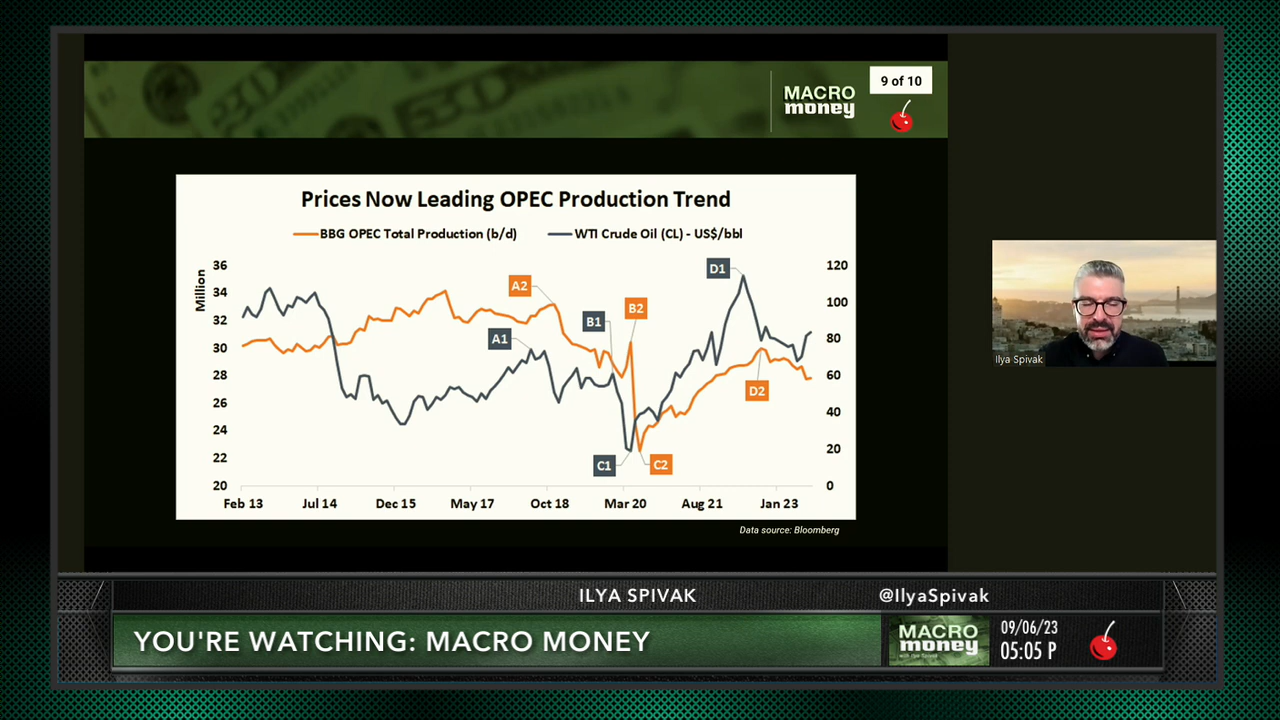 MACRO
money
9 of 10
Prices Now Leading OPEC Production Trend
BBG OPEC Total Production (b/d)
WTI Crude Oil (CL) - US$/bbl
Million
36
34
32
30
28
26
24
22
20
120
100
80
60
40
20
0
A1
A2
B1
B2
C1
C2
D1
D2
Feb 13
Jul 14
Dec 15
May 17
Oct 18
Mar 20
Aug 21
Jan 23
Data source: Bloomberg
Ilya Spivak
ILYA SPIVAK
@IlyaSpivak
YOU'RE WATCHING: MACRO MONEY
MACRO
money
with Ilya Spivak
09/06/23
05:05 P